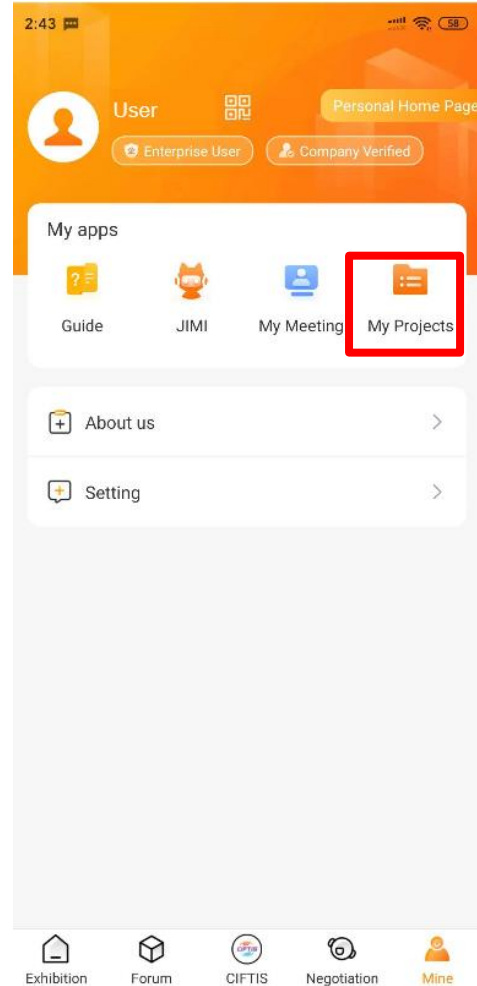 2:43 58
User Personal Home Page
Enterprise User Company Verified
My apps
Guide JIMI My Meeting My Projects
About us
Setting
CIFTIS
Exhibition Forum CIFTIS Negotiation Mine